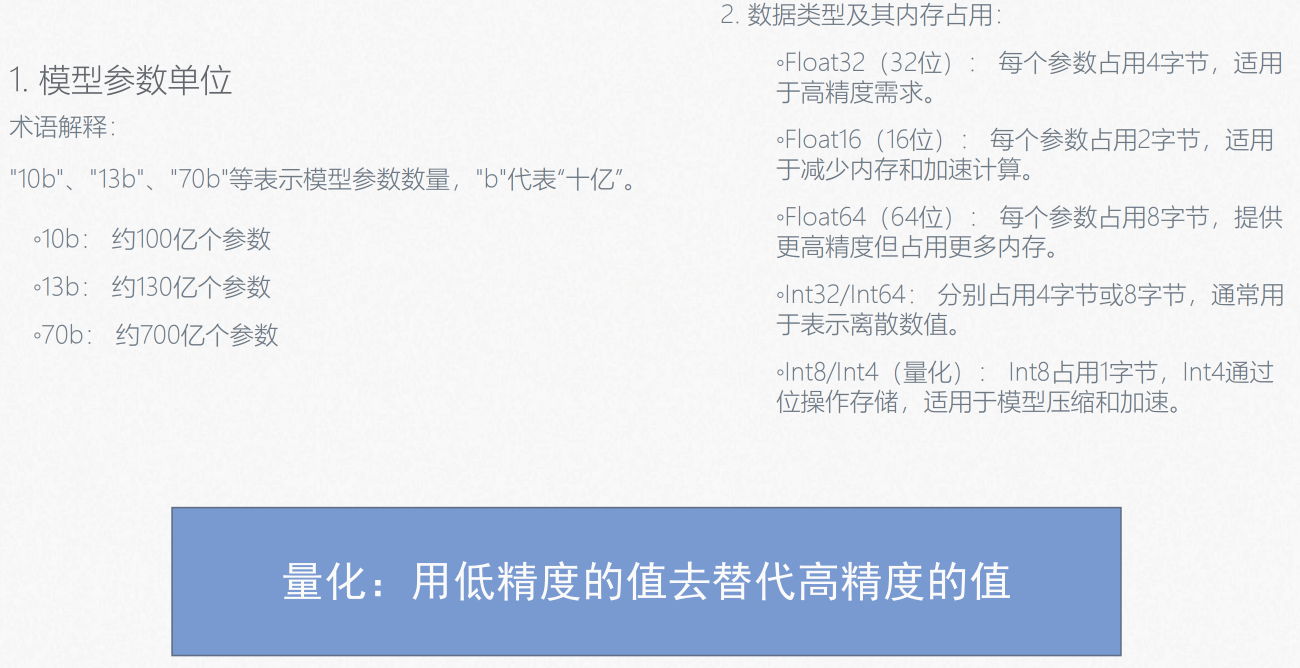 1. 模型参数单位
术语解释：
"10b"、"13b"、"70b"等表示模型参数数量，"b"代表“十亿”。
◦10b： 约100亿个参数
◦13b： 约130亿个参数
◦70b： 约700亿个参数
2. 数据类型及其内存占用：
◦Float32（32位）： 每个参数占用4字节，适用
于高精度需求。
◦Float16（16位）： 每个参数占用2字节，适用
于减少内存和加速计算。
◦Float64（64位）： 每个参数占用8字节，提供
更高精度但占用更多内存。
◦Int32/Int64： 分别占用4字节或8字节，通常用
于表示离散数值。
◦Int8/Int4（量化）： Int8占用1字节，Int4通过
位操作存储，适用于模型压缩和加速。
量化：用低精度的值去替代高精度的值